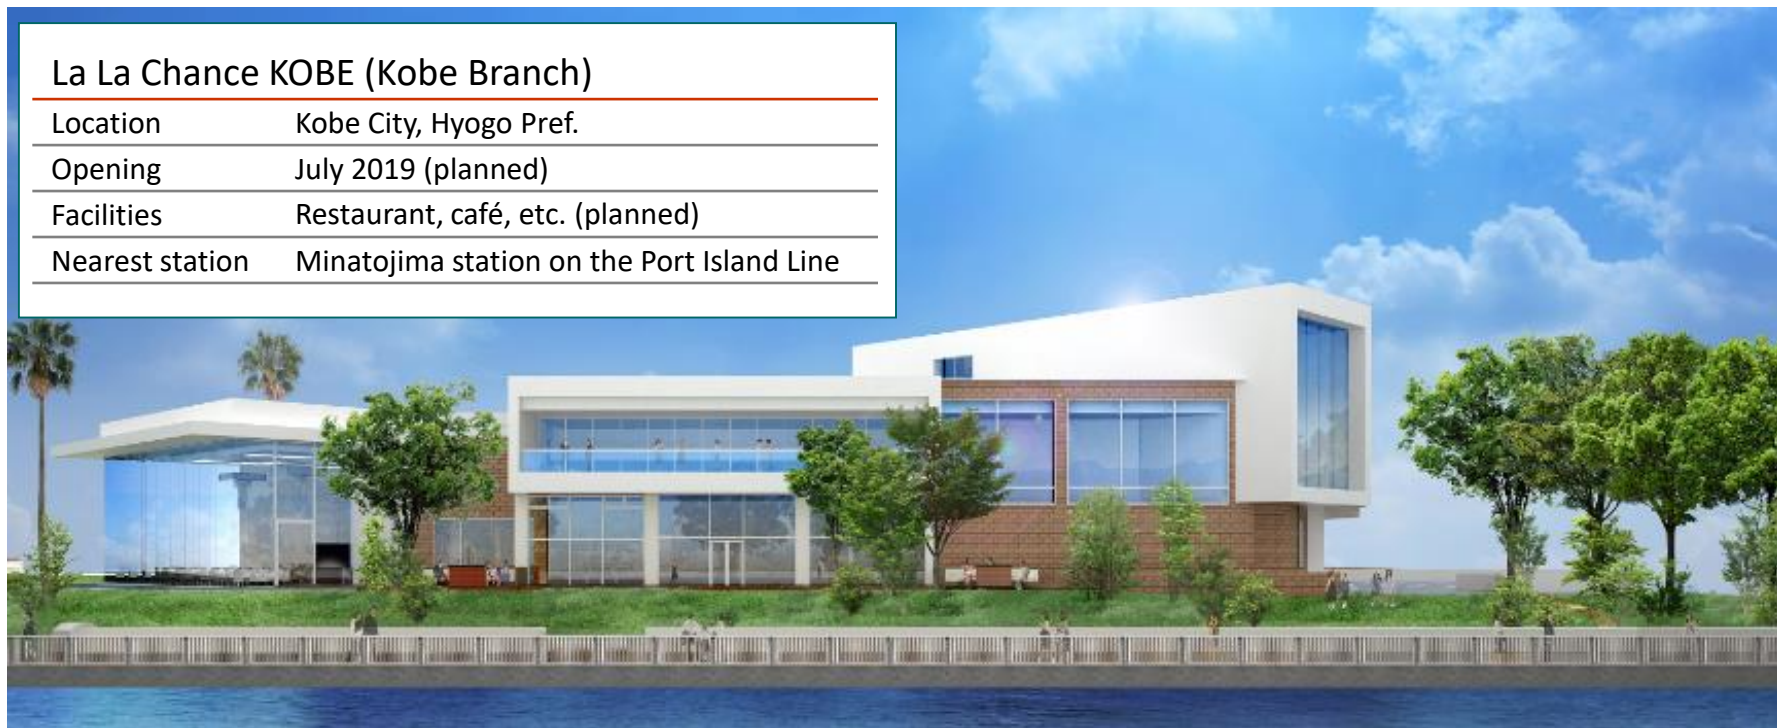 La La Chance KOBE (Kobe Branch)
Location Kobe City, Hyogo Pref.
Opening July 2019 (planned)
Facilities Restaurant, café, etc. (planned)
Nearest station Minatojima station on the Port Island Line